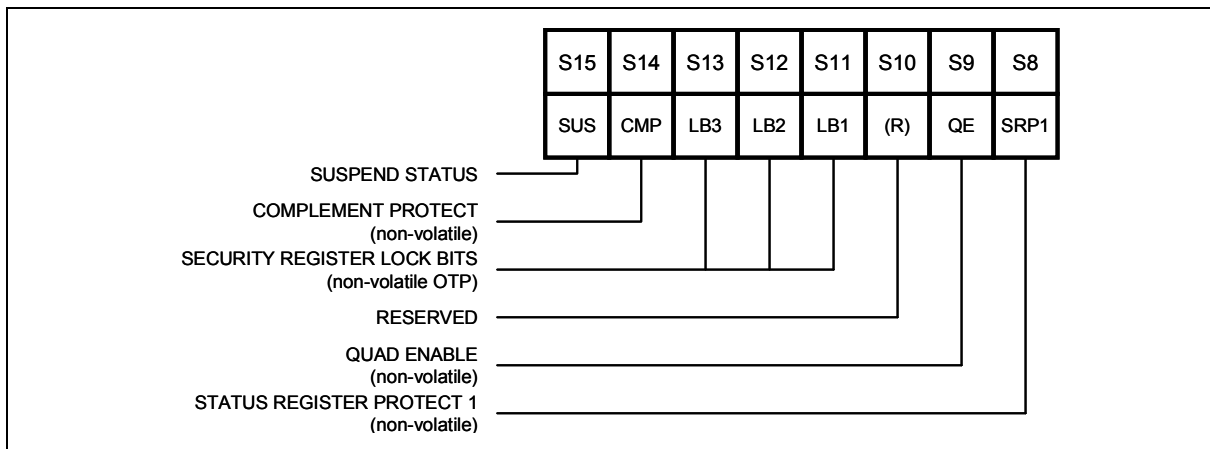 S15 S14 S13 S12 S11 S10 S9 S8
SUS CMP LB3 LB2 LB1 (R) QE SRP1
SUSPEND STATUS
COMPLEMENT PROTECT
(non-volatile)
SECURITY REGISTER LOCK BITS
(non-volatile OTP)
RESERVED
QUAD ENABLE
(non-volatile)
STATUS REGISTER PROTECT 1
(non-volatile)